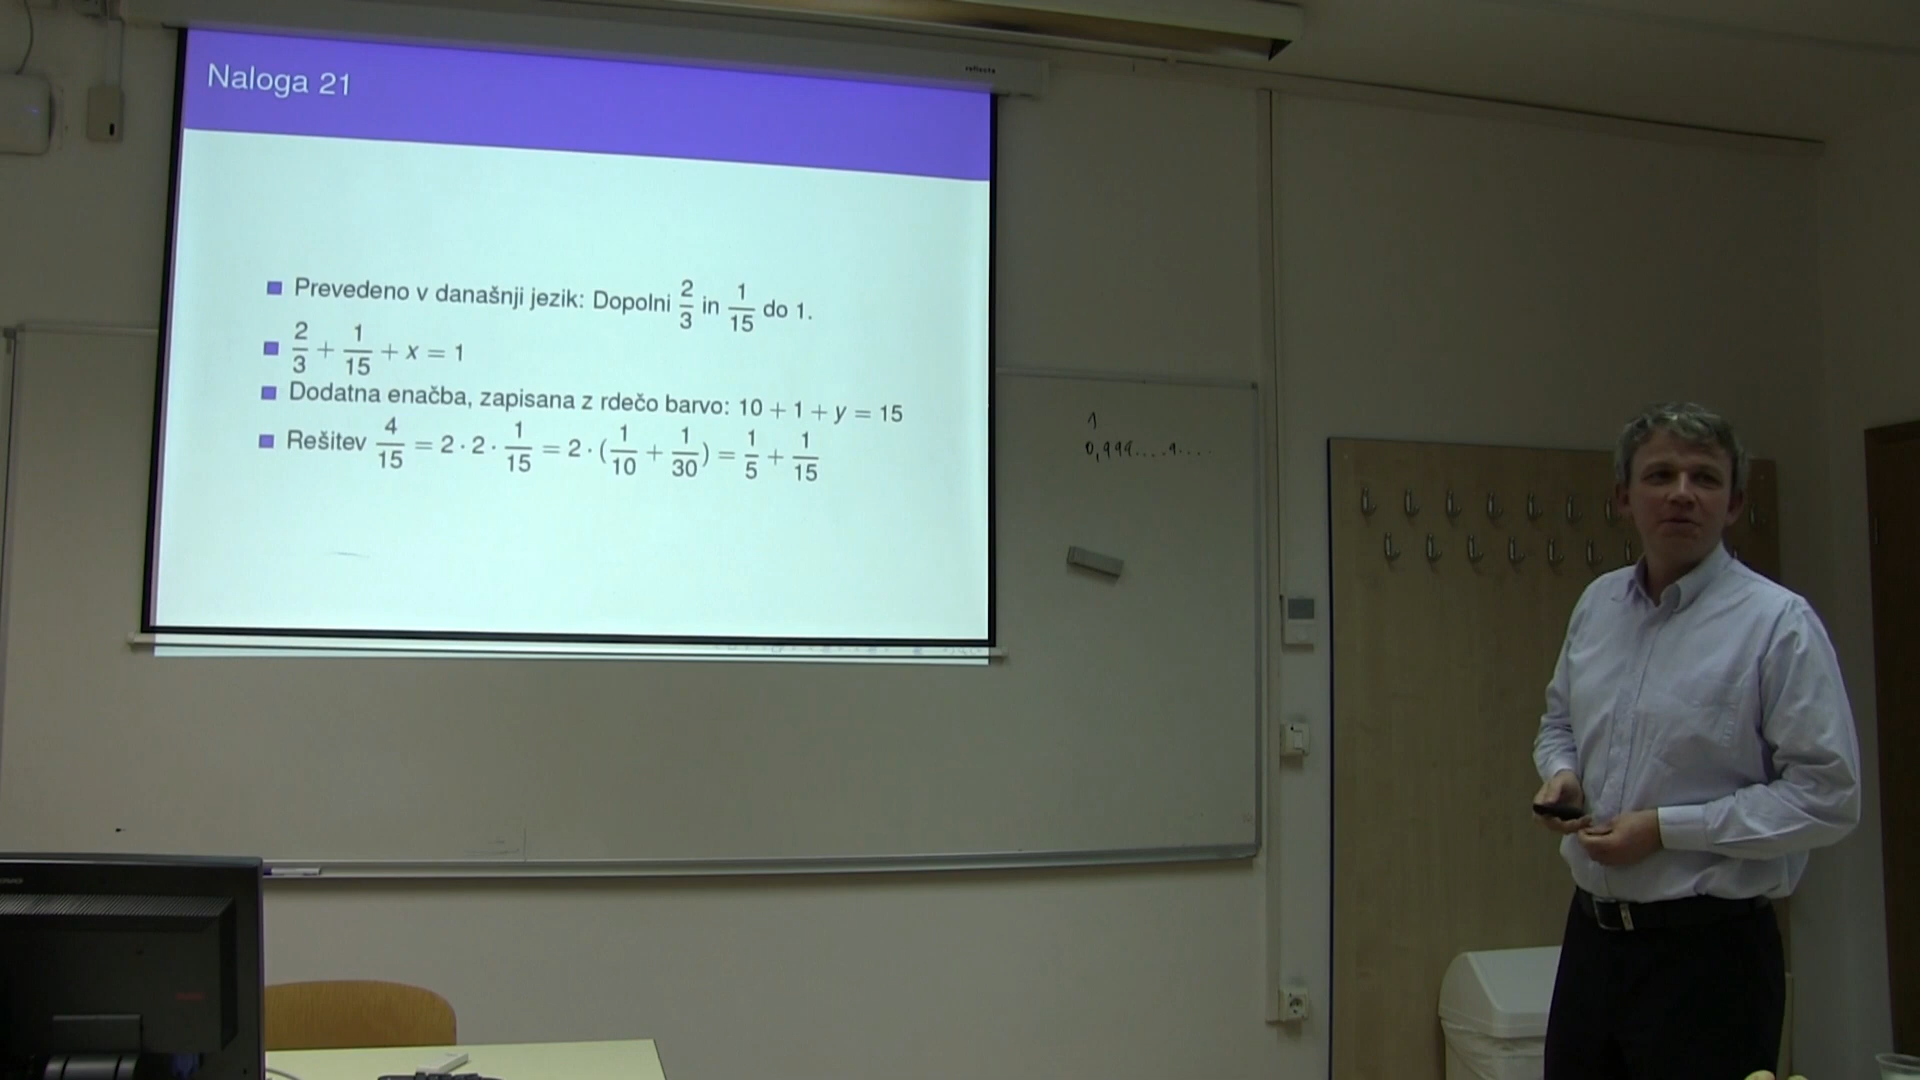 Naloga 21
Prevedeno v današnji jezik: Dopolni 2/3 in 1/15 do 1.
2/3 + 1/15 + x = 1
Dodatna enačba, zapisana z rdečo barvo: 10 + 1 + y = 15
Rešitev 4/15 = 2 · 2 · 1/15 = 2 · (1/10 + 1/30) = 1/5 + 1/15
1
0,999....9....